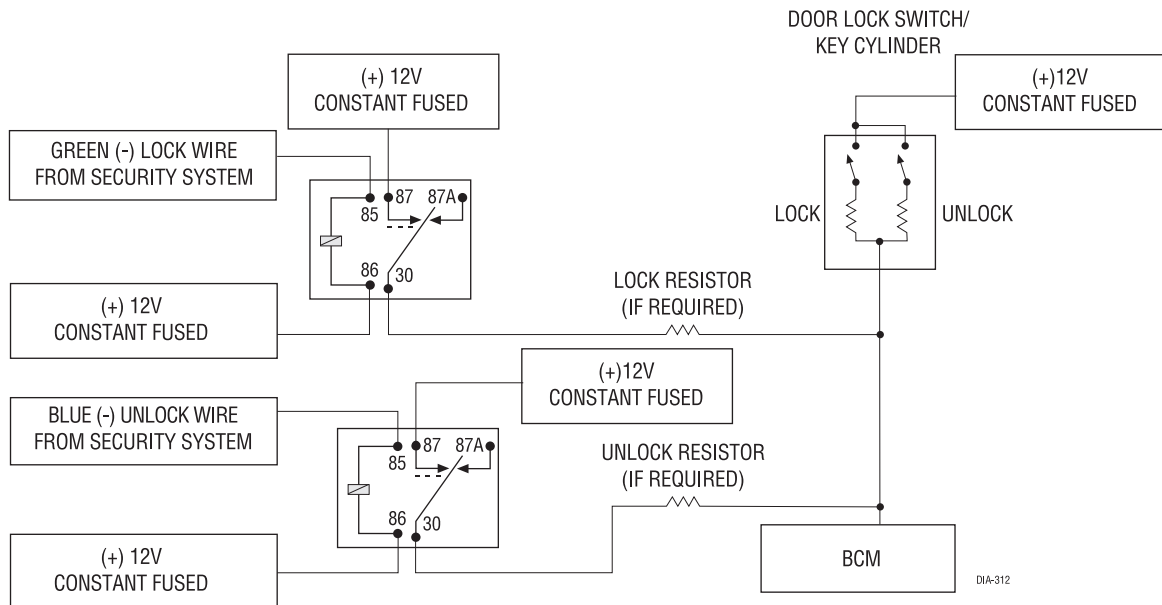 DOOR LOCK SWITCH/
KEY CYLINDER
(+) 12V
CONSTANT FUSED
(+)12V
CONSTANT FUSED
GREEN (-) LOCK WIRE
FROM SECURITY SYSTEM
87
87A
85
86
30
LOCK
UNLOCK
(+) 12V
CONSTANT FUSED
LOCK RESISTOR
(IF REQUIRED)
(+)12V
CONSTANT FUSED
BLUE (-) UNLOCK WIRE
FROM SECURITY SYSTEM
87
87A
85
86
30
UNLOCK RESISTOR
(IF REQUIRED)
(+) 12V
CONSTANT FUSED
BCM
DIA-312